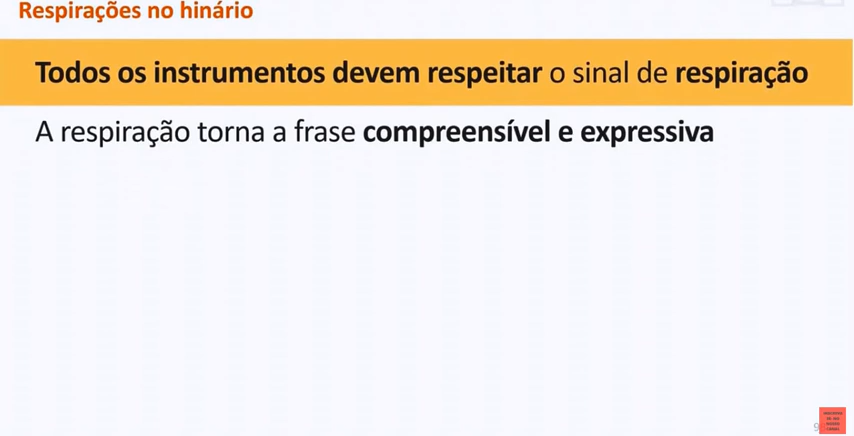 Respirações no hinário
Todos os instrumentos devem respeitar o sinal de respiração
A respiração torna a frase compreensível e expressiva